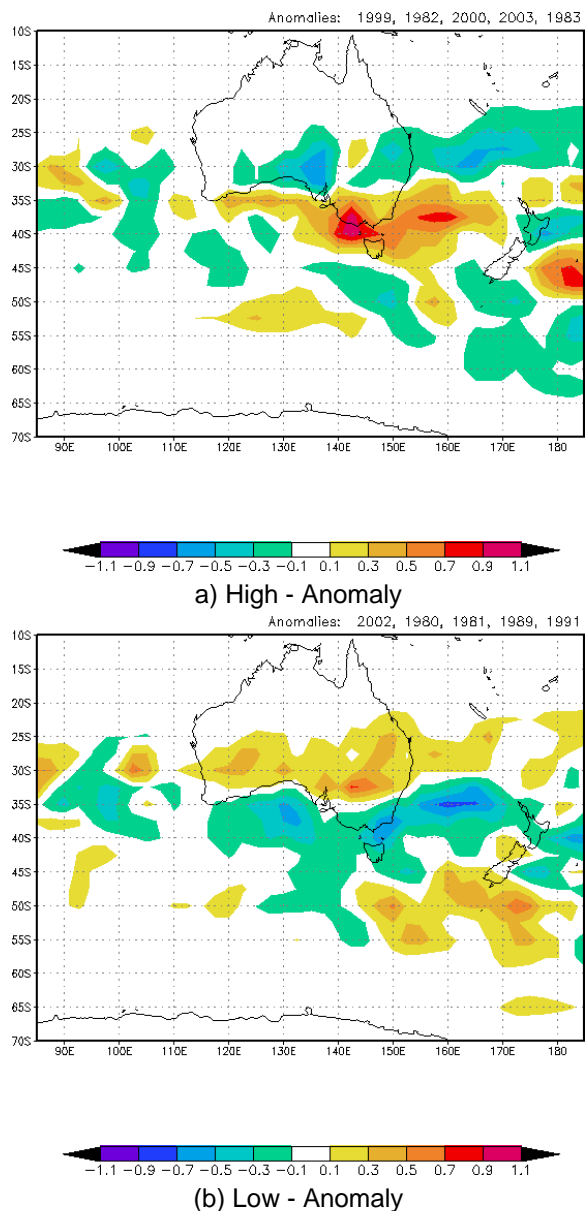 Anomalies: 1999, 1982, 2000, 2003, 1983
10S
15S
20S
25S
30S
35S
40S
45S
50S
55S
60S
65S
70S
90E 100E 110E 120E 130E 140E 150E 160E 170E 180
-1.1 -0.9 -0.7 -0.5 -0.3 -0.1 0.1 0.3 0.5 0.7 0.9 1.1
a) High - Anomaly
Anomalies: 2002, 1980, 1981, 1989, 1991
10S
15S
20S
25S
30S
35S
40S
45S
50S
55S
60S
65S
70S
90E 100E 110E 120E 130E 140E 150E 160E 170E 180
-1.1 -0.9 -0.7 -0.5 -0.3 -0.1 0.1 0.3 0.5 0.7 0.9 1.1
(b) Low - Anomaly